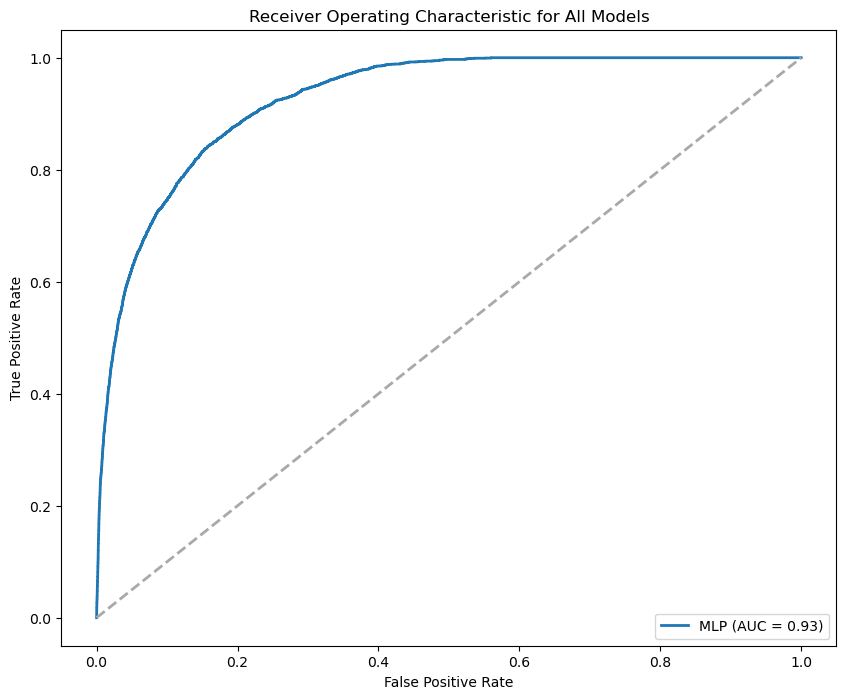 Receiver Operating Characteristic for All Models
True Positive Rate
1.0
0.8
0.6
0.4
0.2
0.0
MLP (AUC = 0.93)
0.0 0.2 0.4 0.6 0.8 1.0
False Positive Rate